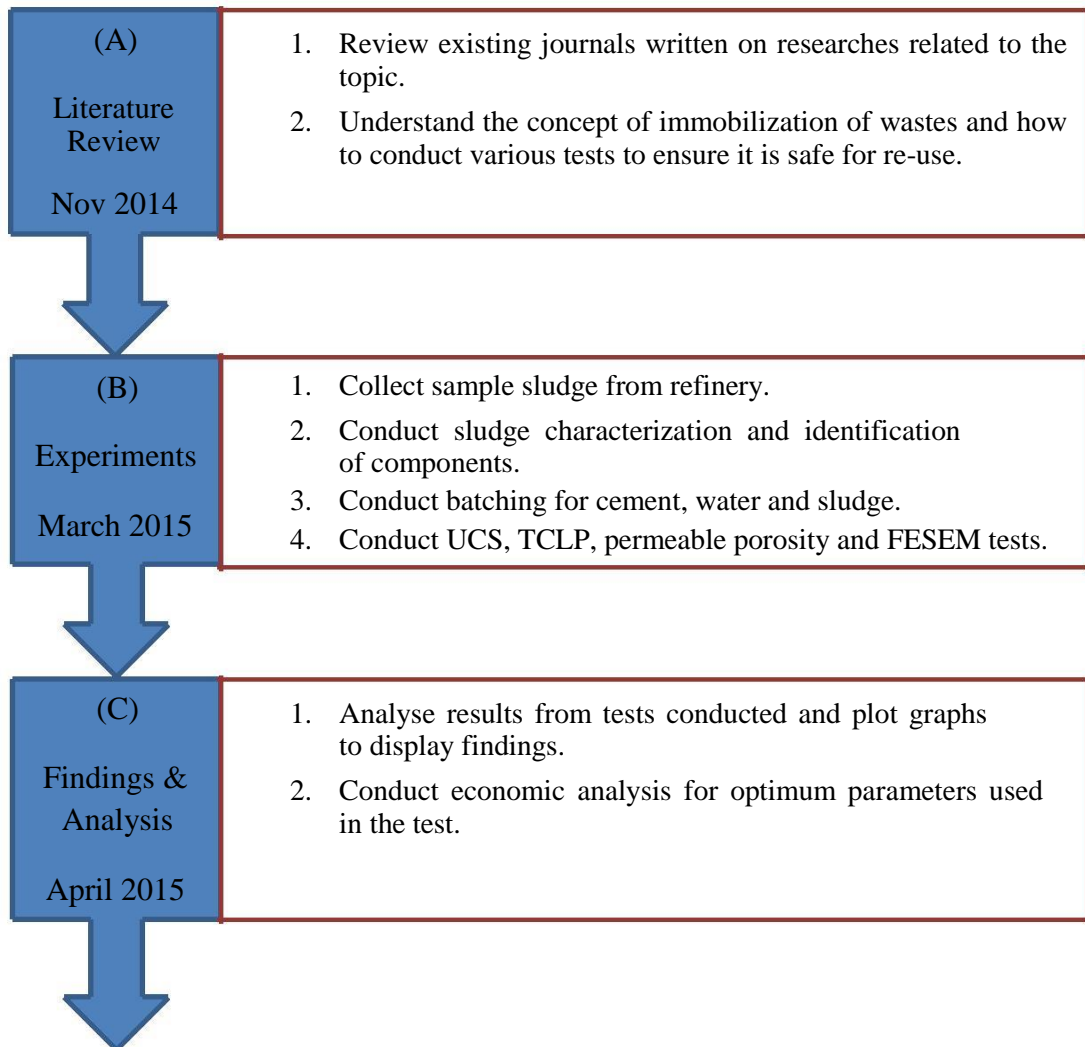 (A)
Literature
Review
Nov 2014
1. Review existing journals written on researches related to the
topic.
2. Understand the concept of immobilization of wastes and how
to conduct various tests to ensure it is safe for re-use.
(B)
Experiments
March 2015
1. Collect sample sludge from refinery.
2. Conduct sludge characterization and identification
of components.
3. Conduct batching for cement, water and sludge.
4. Conduct UCS, TCLP, permeable porosity and FESEM tests.
(C)
Findings &
Analysis
April 2015
1. Analyse results from tests conducted and plot graphs
to display findings.
2. Conduct economic analysis for optimum parameters used
in the test.